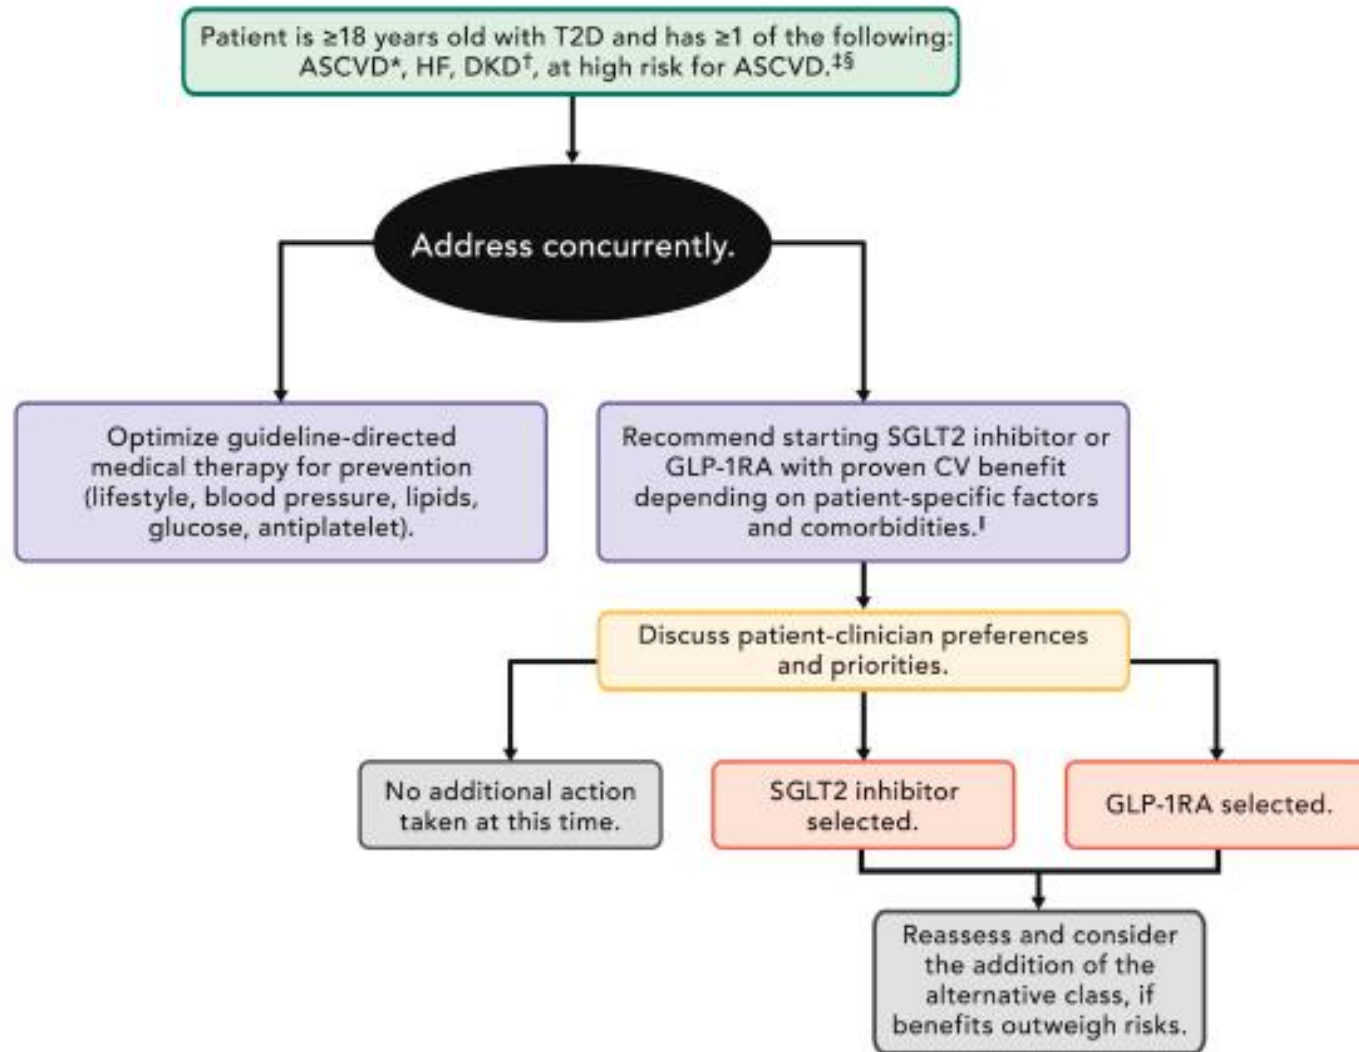 Patient is ≥18 years old with T2D and has ≥1 of the following:
ASCVD*, HF, DKD†, at high risk for ASCVD.‡§
Address concurrently.
Optimize guideline-directed
medical therapy for prevention
(lifestyle, blood pressure, lipids,
glucose, antiplatelet).
Recommend starting SGLT2 inhibitor or
GLP-1RA with proven CV benefit
depending on patient-specific factors
and comorbidities.‖
Discuss patient-clinician preferences
and priorities.
No additional action
taken at this time.
SGLT2 inhibitor
selected.
GLP-1RA selected.
Reassess and consider
the addition of the
alternative class, if
benefits outweigh risks.